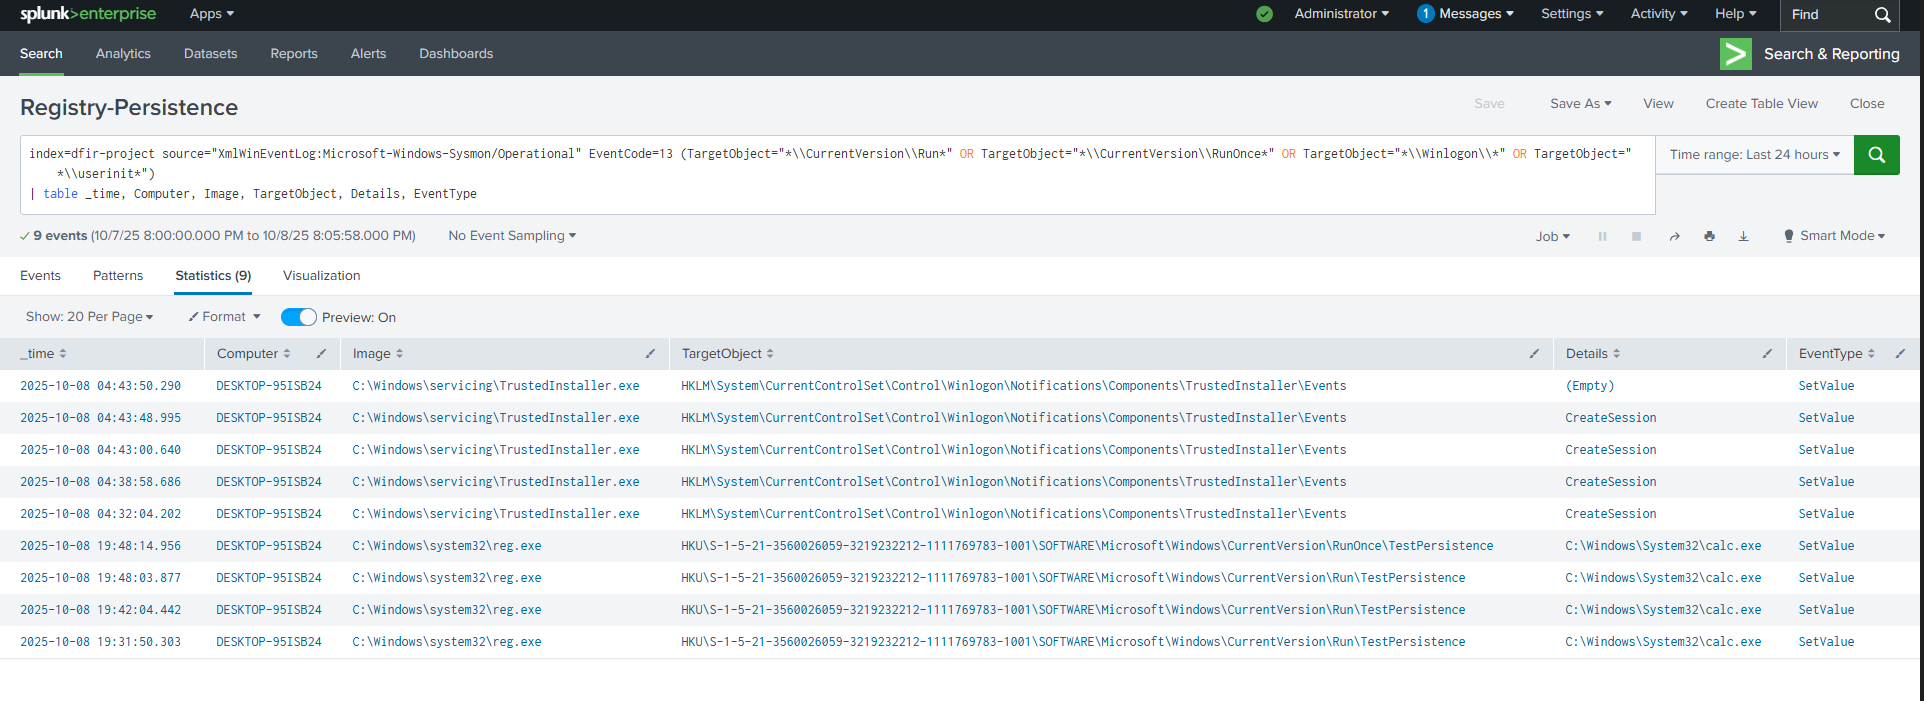 splunk>enterprise Apps Administrator 1 Messages Settings Activity Help Find
Search Analytics Datasets Reports Alerts Dashboards Search & Reporting
Registry-Persistence Save Save As View Create Table View Close
index=dfir-project source="XmlWinEventLog:Microsoft-Windows-Sysmon/Operational" EventCode=13 (TargetObject="*\\CurrentVersion\\Run*" OR TargetObject="*\\CurrentVersion\\RunOnce*" OR TargetObject="*\\Winlogon\\*" OR TargetObject="
*\\userinit*")
| table _time, Computer, Image, TargetObject, Details, EventType
Time range: Last 24 hours
9 events (10/7/25 8:00:00.000 PM to 10/8/25 8:05:58.000 PM) No Event Sampling Job Smart Mode
Events Patterns Statistics (9) Visualization
Show: 20 Per Page Format Preview: On
_time Computer Image TargetObject Details EventType
2025-10-08 04:43:50.290 DESKTOP-95ISB24 C:\Windows\servicing\TrustedInstaller.exe HKLM\System\CurrentControlSet\Control\Winlogon\Notifications\Components\TrustedInstaller\Events (Empty) SetValue
2025-10-08 04:43:48.995 DESKTOP-95ISB24 C:\Windows\servicing\TrustedInstaller.exe HKLM\System\CurrentControlSet\Control\Winlogon\Notifications\Components\TrustedInstaller\Events CreateSession SetValue
2025-10-08 04:43:00.640 DESKTOP-95ISB24 C:\Windows\servicing\TrustedInstaller.exe HKLM\System\CurrentControlSet\Control\Winlogon\Notifications\Components\TrustedInstaller\Events CreateSession SetValue
2025-10-08 04:38:58.686 DESKTOP-95ISB24 C:\Windows\servicing\TrustedInstaller.exe HKLM\System\CurrentControlSet\Control\Winlogon\Notifications\Components\TrustedInstaller\Events CreateSession SetValue
2025-10-08 04:32:04.202 DESKTOP-95ISB24 C:\Windows\servicing\TrustedInstaller.exe HKLM\System\CurrentControlSet\Control\Winlogon\Notifications\Components\TrustedInstaller\Events CreateSession SetValue
2025-10-08 19:48:14.956 DESKTOP-95ISB24 C:\Windows\system32\reg.exe HKU\S-1-5-21-3560026059-3219232212-1111769783-1001\SOFTWARE\Microsoft\Windows\CurrentVersion\RunOnce\TestPersistence C:\Windows\System32\calc.exe SetValue
2025-10-08 19:48:03.877 DESKTOP-95ISB24 C:\Windows\system32\reg.exe HKU\S-1-5-21-3560026059-3219232212-1111769783-1001\SOFTWARE\Microsoft\Windows\CurrentVersion\Run\TestPersistence C:\Windows\System32\calc.exe SetValue
2025-10-08 19:42:04.442 DESKTOP-95ISB24 C:\Windows\system32\reg.exe HKU\S-1-5-21-3560026059-3219232212-1111769783-1001\SOFTWARE\Microsoft\Windows\CurrentVersion\Run\TestPersistence C:\Windows\System32\calc.exe SetValue
2025-10-08 19:31:50.303 DESKTOP-95ISB24 C:\Windows\system32\reg.exe HKU\S-1-5-21-3560026059-3219232212-1111769783-1001\SOFTWARE\Microsoft\Windows\CurrentVersion\Run\TestPersistence C:\Windows\System32\calc.exe SetValue